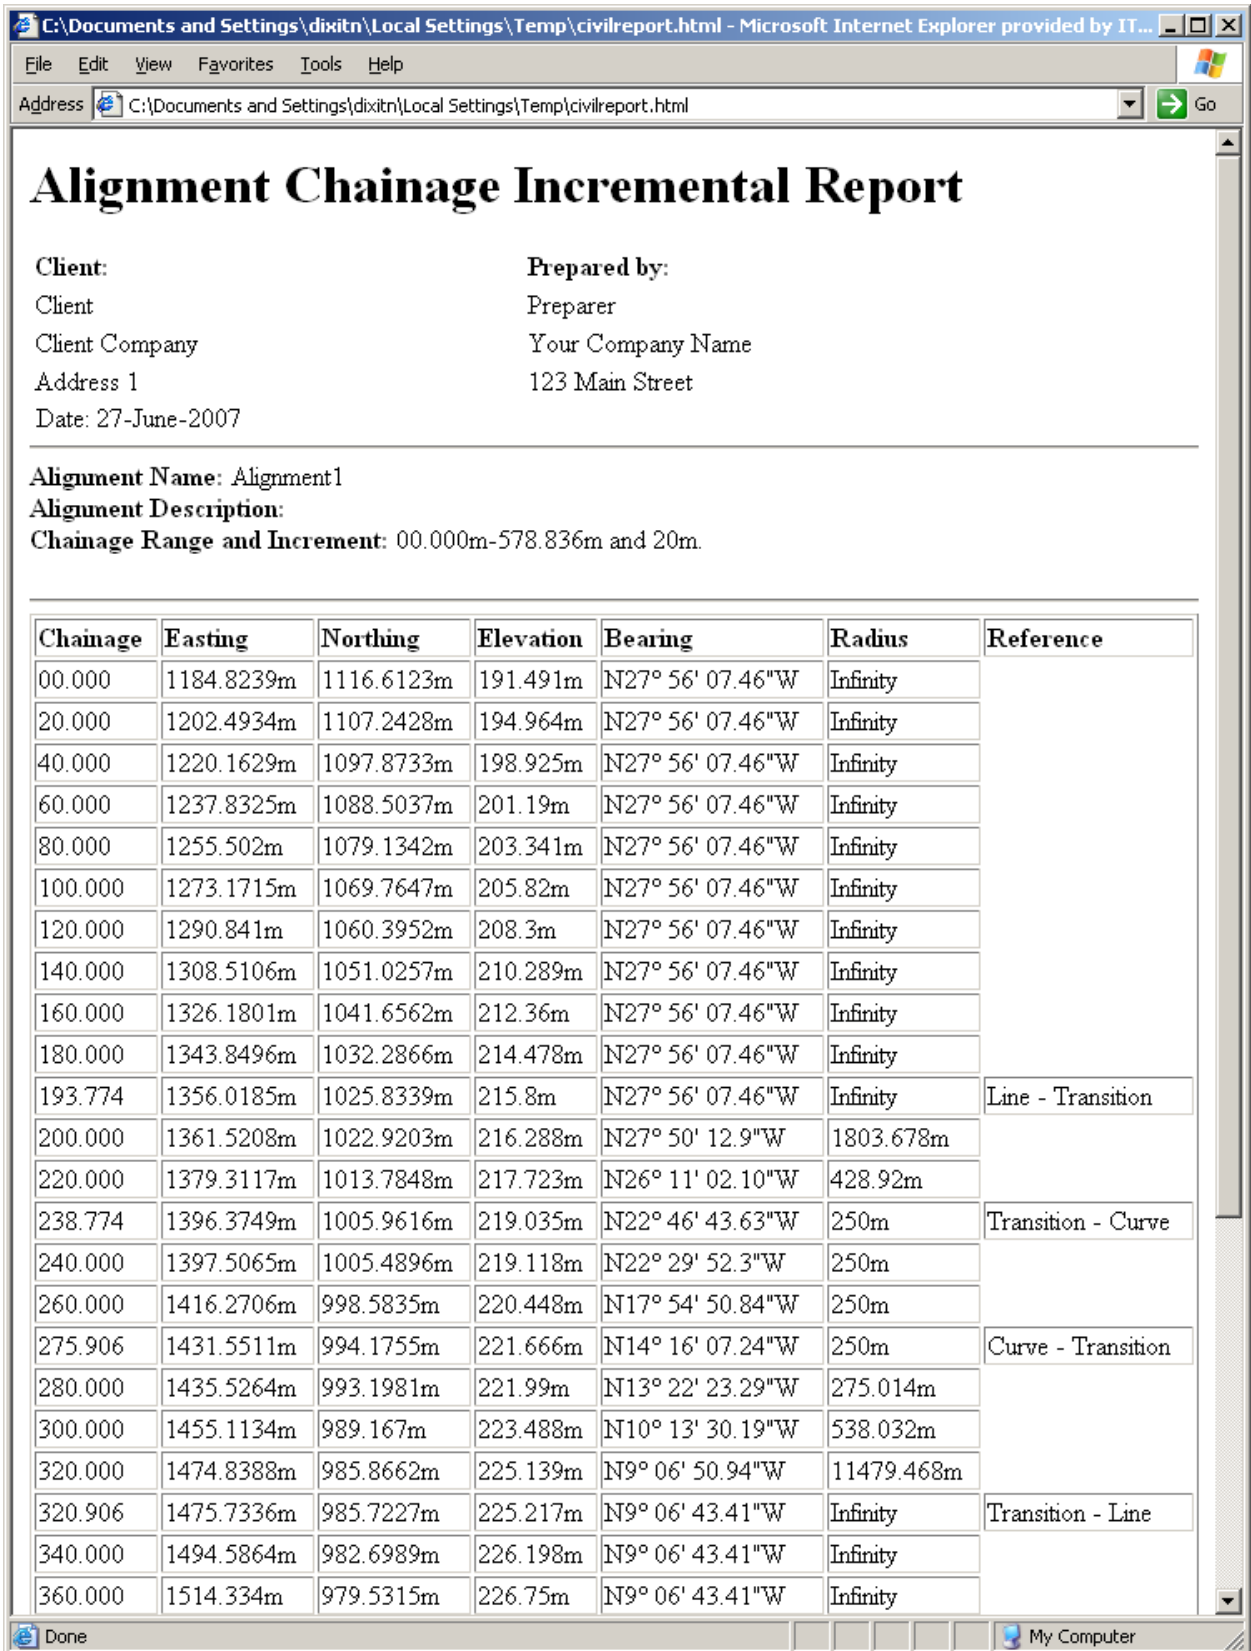 C:\Documents and Settings\dixitn\Local Settings\Temp\civilreport.html - Microsoft Internet Explorer provided by IT...
File Edit View Favorites Tools Help
Address C:\Documents and Settings\dixitn\Local Settings\Temp\civilreport.html Go
Alignment Chainage Incremental Report
Client: Prepared by:
Client Preparer
Client Company Your Company Name
Address 1 123 Main Street
Date: 27-June-2007
Alignment Name: Alignment1
Alignment Description:
Chainage Range and Increment: 00.000m-578.836m and 20m.
Chainage Easting Northing Elevation Bearing Radius Reference
00.000 1184.8239m 1116.6123m 191.491m N27° 56' 07.46"W Infinity
20.000 1202.4934m 1107.2428m 194.964m N27° 56' 07.46"W Infinity
40.000 1220.1629m 1097.8733m 198.925m N27° 56' 07.46"W Infinity
60.000 1237.8325m 1088.5037m 201.19m N27° 56' 07.46"W Infinity
80.000 1255.502m 1079.1342m 203.341m N27° 56' 07.46"W Infinity
100.000 1273.1715m 1069.7647m 205.82m N27° 56' 07.46"W Infinity
120.000 1290.841m 1060.3952m 208.3m N27° 56' 07.46"W Infinity
140.000 1308.5106m 1051.0257m 210.289m N27° 56' 07.46"W Infinity
160.000 1326.1801m 1041.6562m 212.36m N27° 56' 07.46"W Infinity
180.000 1343.8496m 1032.2866m 214.478m N27° 56' 07.46"W Infinity
193.774 1356.0185m 1025.8339m 215.8m N27° 56' 07.46"W Infinity Line - Transition
200.000 1361.5208m 1022.9203m 216.288m N27° 50' 12.9"W 1803.678m
220.000 1379.3117m 1013.7848m 217.723m N26° 11' 02.10"W 428.92m
238.774 1396.3749m 1005.9616m 219.035m N22° 46' 43.63"W 250m Transition - Curve
240.000 1397.5065m 1005.4896m 219.118m N22° 29' 52.3"W 250m
260.000 1416.2706m 998.5835m 220.448m N17° 54' 50.84"W 250m
275.906 1431.5511m 994.1755m 221.666m N14° 16' 07.24"W 250m Curve - Transition
280.000 1435.5264m 993.1981m 221.99m N13° 22' 23.29"W 275.014m
300.000 1455.1134m 989.167m 223.488m N10° 13' 30.19"W 538.032m
320.000 1474.8388m 985.8662m 225.139m N9° 06' 50.94"W 11479.468m
320.906 1475.7336m 985.7227m 225.217m N9° 06' 43.41"W Infinity Transition - Line
340.000 1494.5864m 982.6989m 226.198m N9° 06' 43.41"W Infinity
360.000 1514.334m 979.5315m 226.75m N9° 06' 43.41"W Infinity
Done My Computer